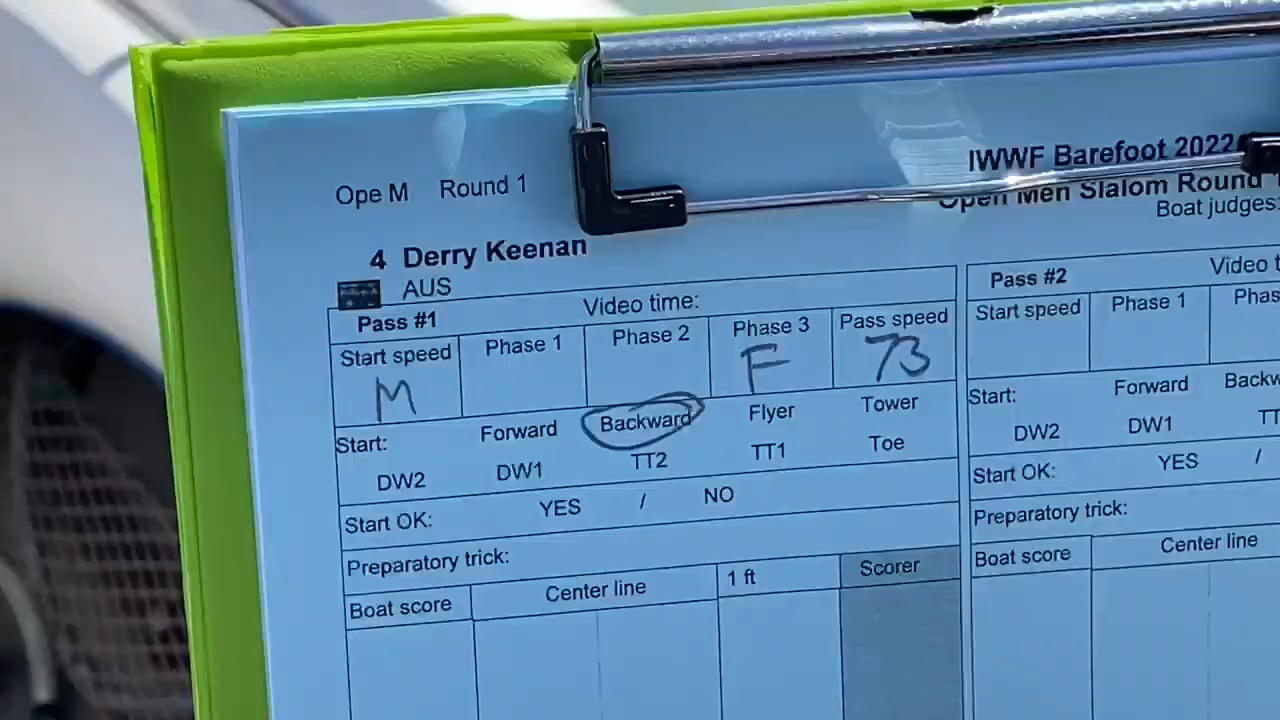 IWWF Barefoot 2022
Ope M Round 1
Open Men Slalom Round
Boat judges:
4 Derry Keenan
AUS
Pass #1 Video time:
Start speed Phase 1 Phase 2 Phase 3 Pass speed
M F 73
Start: Forward Backward Flyer Tower
DW2 DW1 TT2 TT1 Toe
Start OK: YES / NO
Preparatory trick:
Boat score Center line 1 ft Scorer
Pass #2 Video
Start speed Phase 1
Start: Forward
DW2 DW1
Start OK: YES /
Preparatory trick:
Boat score Center line